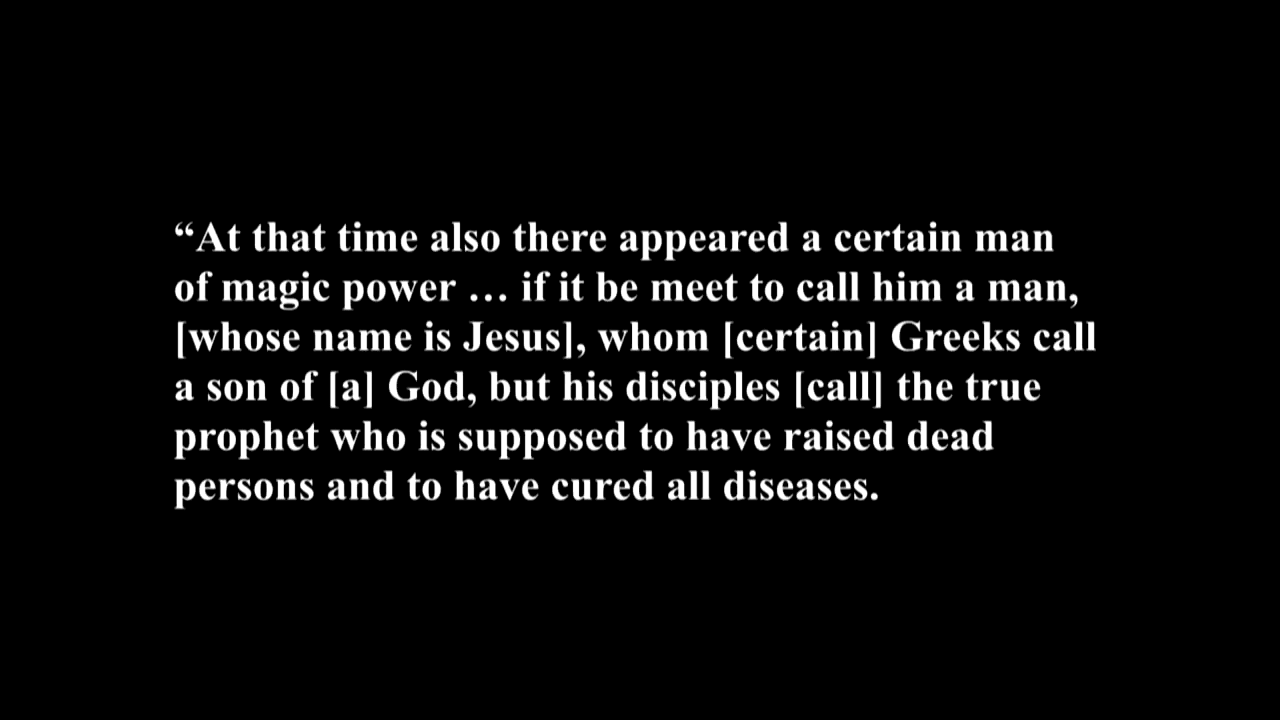 “At that time also there appeared a certain man
of magic power … if it be meet to call him a man,
[whose name is Jesus], whom [certain] Greeks call
a son of [a] God, but his disciples [call] the true
prophet who is supposed to have raised dead
persons and to have cured all diseases.